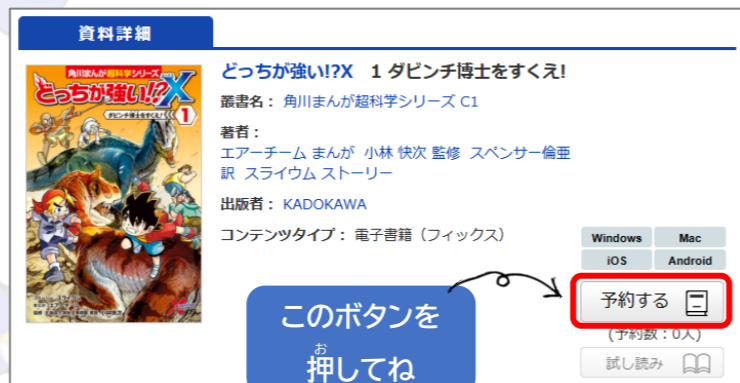 資料詳細
角川まんが超科学シリーズ
どっちが強い!?X
ダビンチ博士をすくえ!
1
どっちが強い!?X 1 ダビンチ博士をすくえ!
叢書名： 角川まんが超科学シリーズ C1
著者：
エアーチーム まんが 小林 快次 監修 スペンサー倫亜
訳 スライウム ストーリー
出版者： KADOKAWA
コンテンツタイプ： 電子書籍（フィックス）
Windows Mac
iOS Android
予約する
(予約数：0人)
試し読み
このボタンを
お
押してね